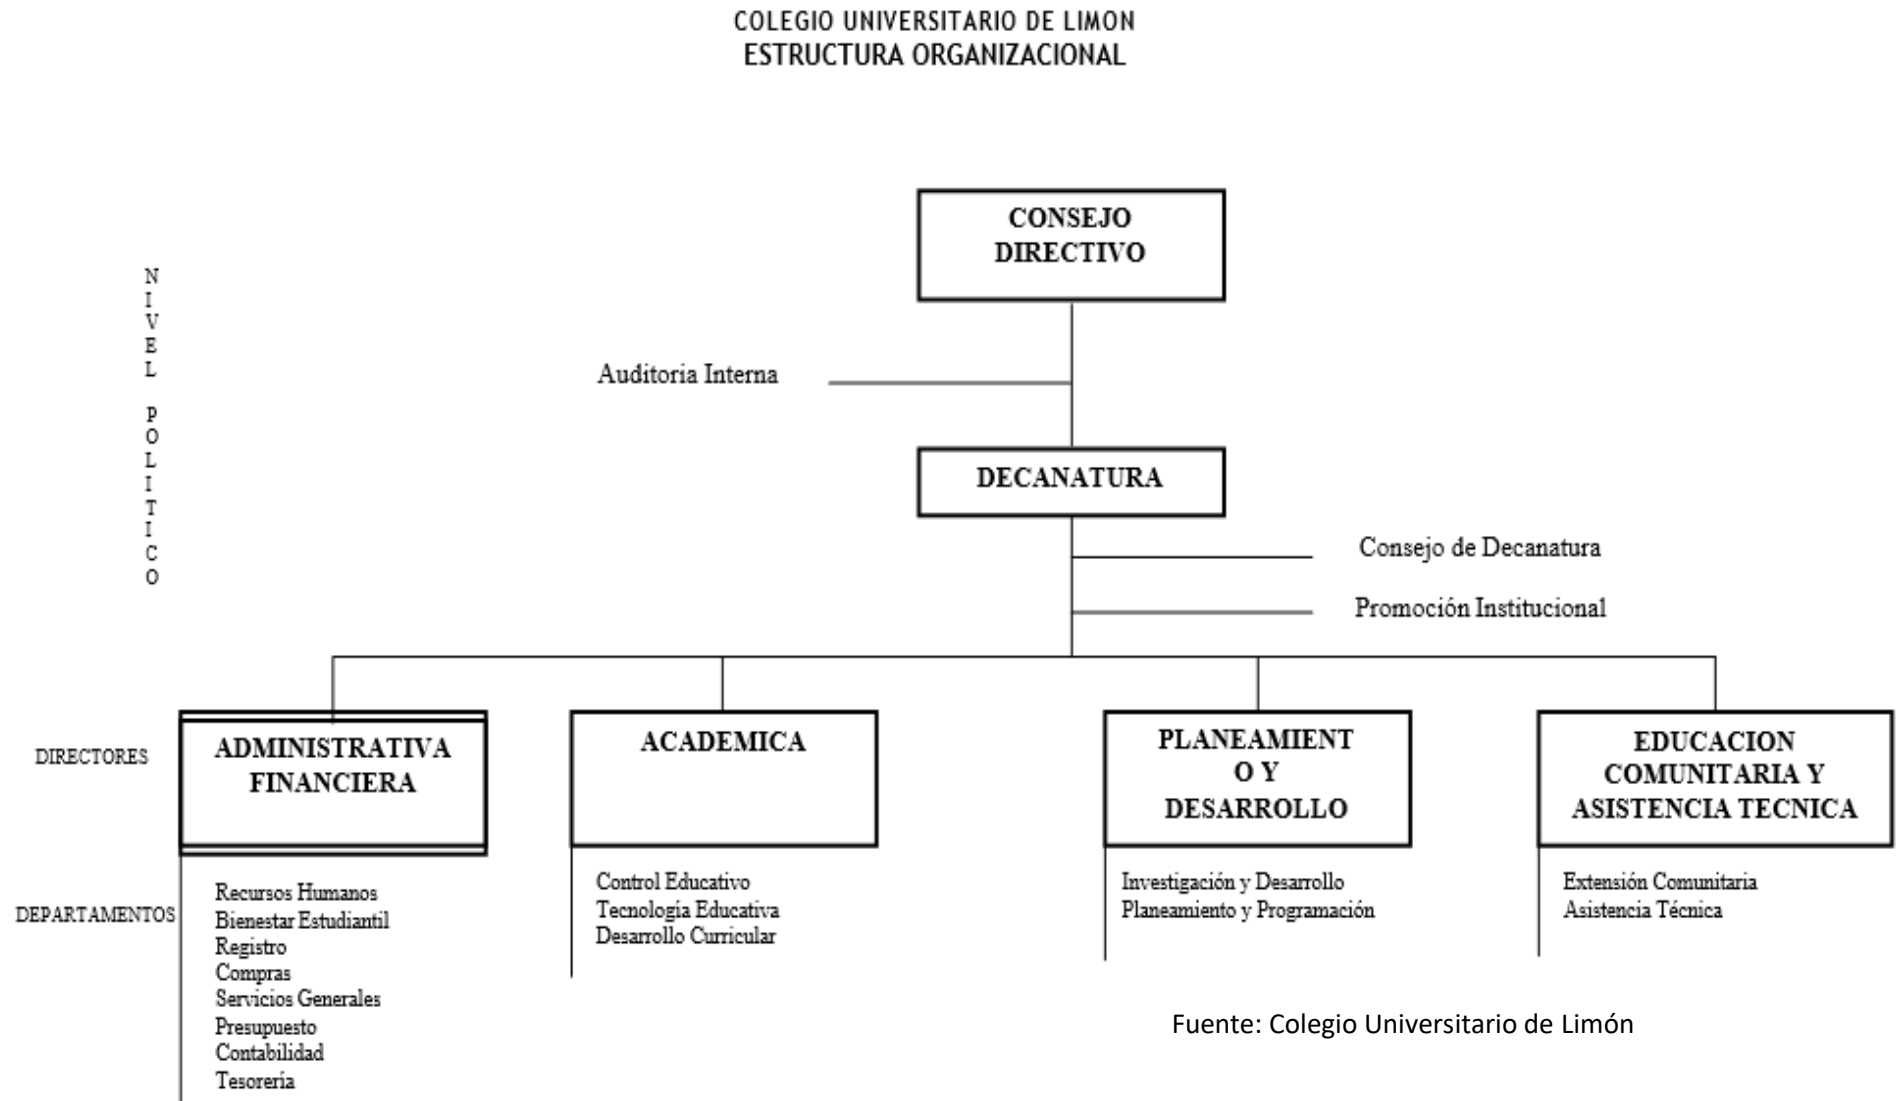 COLEGIO UNIVERSITARIO DE LIMON
ESTRUCTURA ORGANIZACIONAL
CONSEJO
DIRECTIVO
NIVEL POLITICO
Auditoria Interna
DECANATURA
Consejo de Decanatura
Promoción Institucional
DIRECTORES
ADMINISTRATIVA
FINANCIERA
ACADEMICA
PLANEAMIENT
O Y
DESARROLLO
EDUCACION
COMUNITARIA Y
ASISTENCIA TECNICA
DEPARTAMENTOS
Recursos Humanos
Bienestar Estudiantil
Registro
Compras
Servicios Generales
Presupuesto
Contabilidad
Tesorería
Control Educativo
Tecnología Educativa
Desarrollo Curricular
Investigación y Desarrollo
Planeamiento y Programación
Extensión Comunitaria
Asistencia Técnica
Fuente: Colegio Universitario de Limón